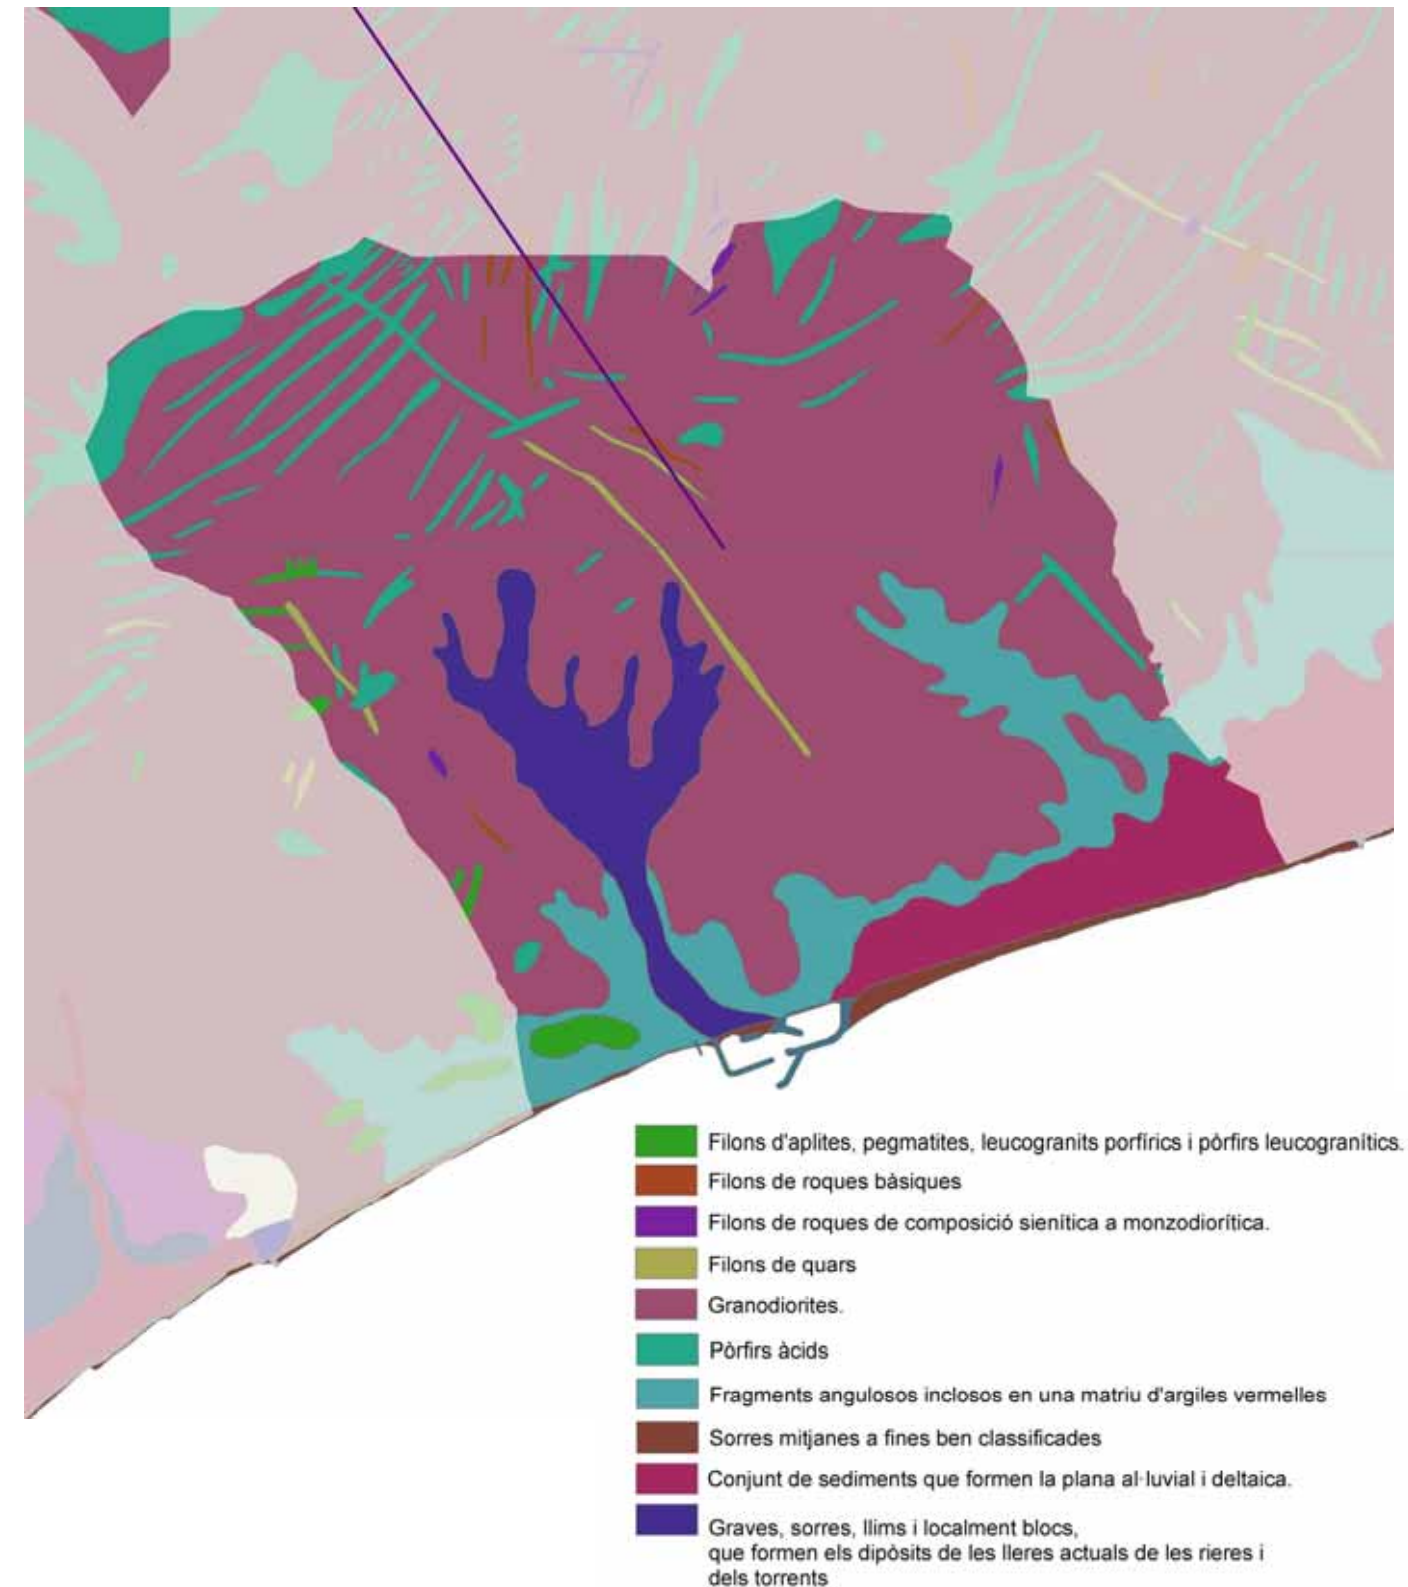 Filons d'aplites, pegmatites, leucogranits porfírics i pòrfirs leucogranítics.
Filons de roques bàsiques
Filons de roques de composició sienítica a monzodiorítica.
Filons de quars
Granodiorites.
Pòrfirs àcids
Fragments angulosos inclosos en una matriu d'argiles vermelles
Sorres mitjanes a fines ben classificades
Conjunt de sediments que formen la plana al·luvial i deltaica.
Graves, sorres, llims i localment blocs,
que formen els dipòsits de les lleres actuals de les rieres i
dels torrents